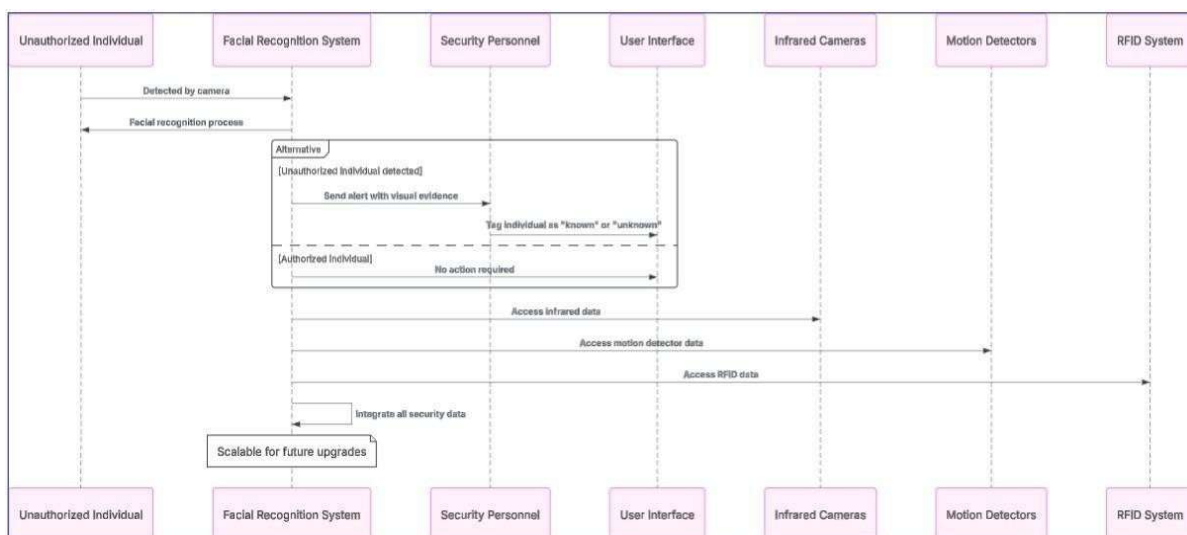 Unauthorized Individual
Facial Recognition System
Security Personnel
User Interface
Infrared Cameras
Motion Detectors
RFID System
Detected by camera
Facial recognition process
Alternative
[Unauthorized individual detected]
Send alert with visual evidence
Tag individual as "known" or "unknown"
[Authorized individual]
No action required
Access infrared data
Access motion detector data
Access RFID data
Integrate all security data
Scalable for future upgrades
Unauthorized Individual
Facial Recognition System
Security Personnel
User Interface
Infrared Cameras
Motion Detectors
RFID System